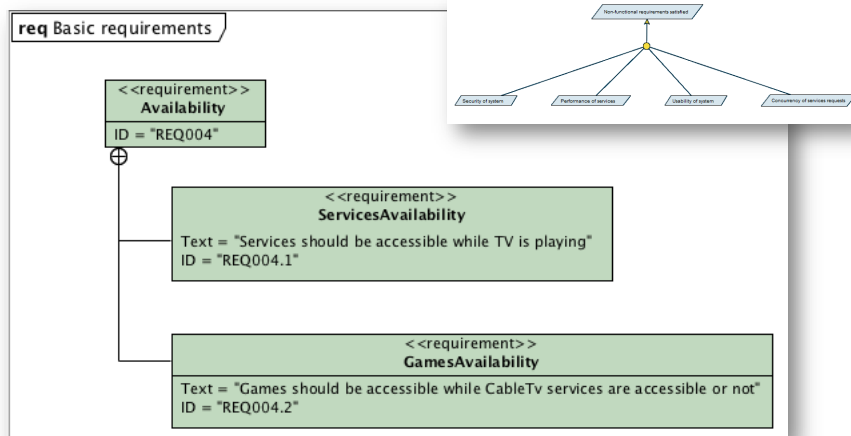 req Basic requirements
<<requirement>>
Availability
ID = "REQ004"
<<requirement>>
ServicesAvailability
Text = "Services should be accessible while TV is playing"
ID = "REQ004.1"
<<requirement>>
GamesAvailability
Text = "Games should be accessible while CableTv services are accessible or not"
ID = "REQ004.2"
Non-functional requirements satisfied
Security of system
Performance of services
Usability of system
Concurrency of services requests